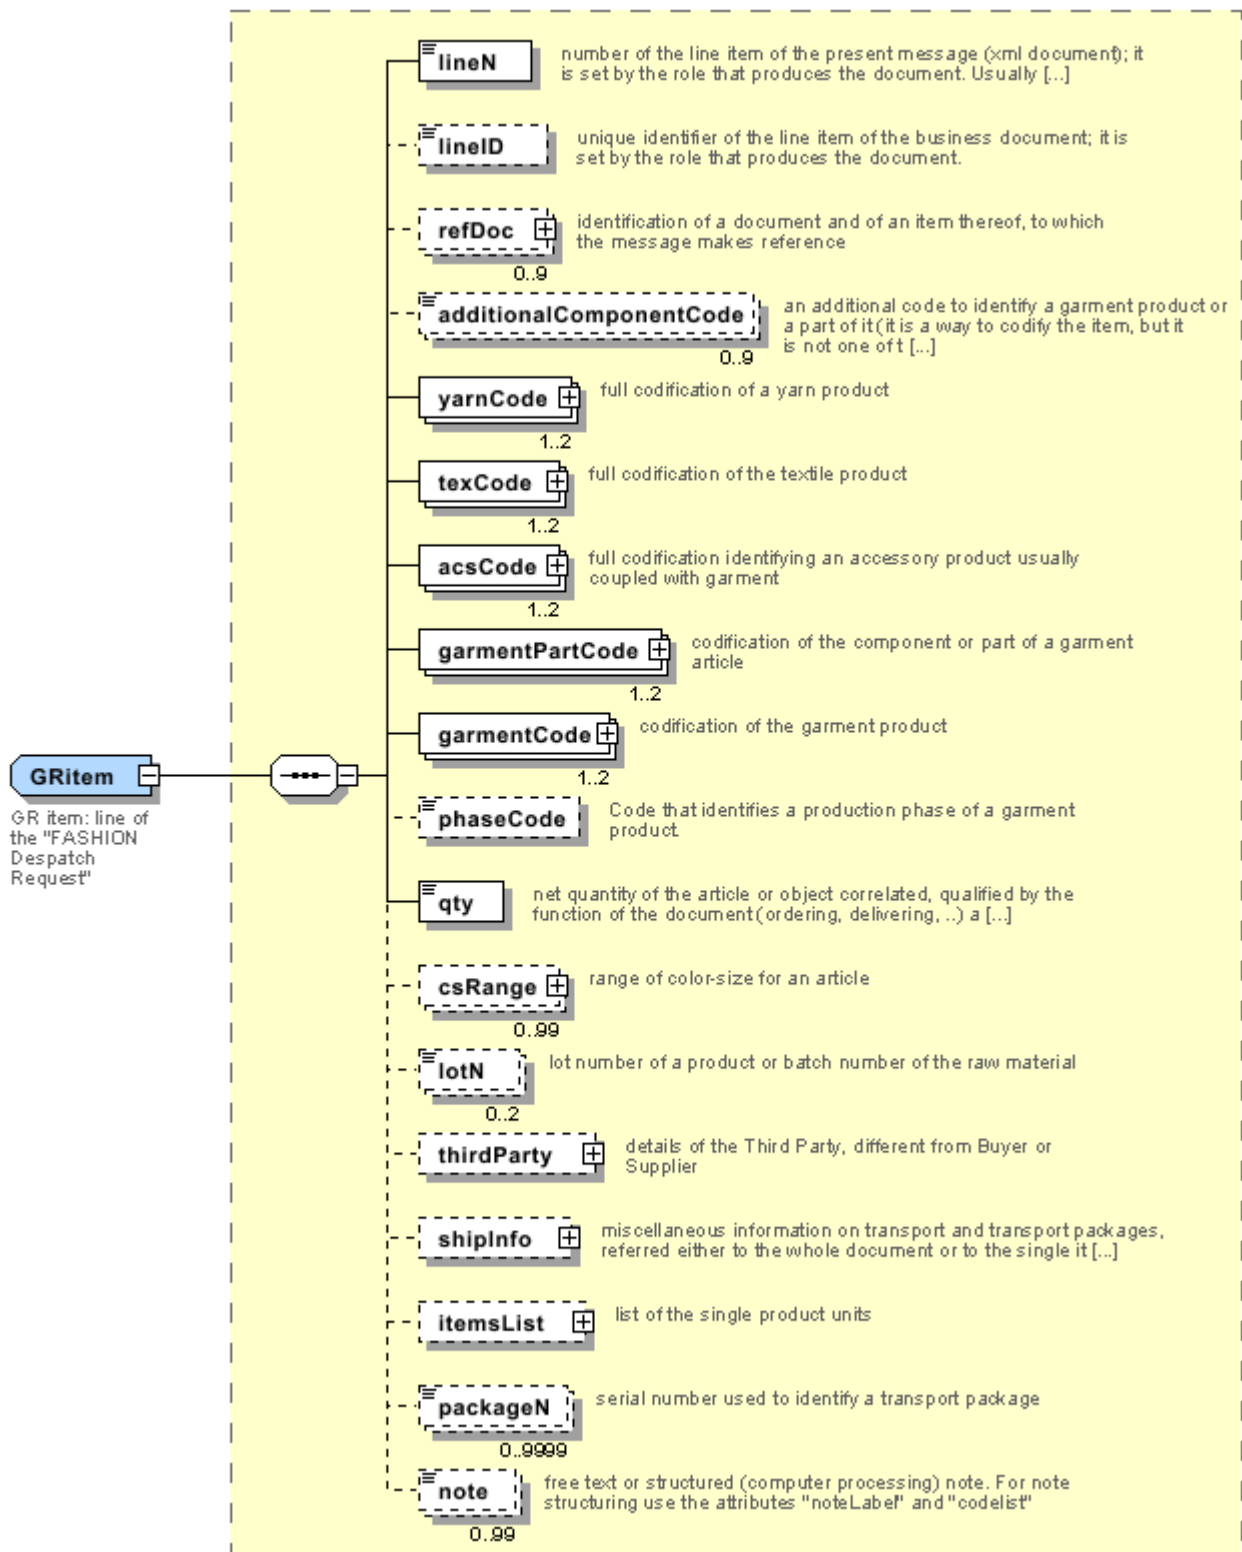 lineN
number of the line item of the present message (xml document); it
is set by the role that produces the document. Usually [...]
lineID
unique identifier of the line item of the business document; it is
set by the role that produces the document.
refDoc
identification of a document and of an item thereof, to which
the message makes reference
0..9
additionalComponentCode
an additional code to identify a garment product or
a part of it (it is a way to codify the item, but it
is not one of t [...]
0..9
yarnCode
full codification of a yarn product
1..2
texCode
full codification of the textile product
1..2
acsCode
full codification identifying an accessory product usually
coupled with garment
1..2
garmentPartCode
codification of the component or part of a garment
article
1..2
garmentCode
codification of the garment product
1..2
GRitem
GR item: line of
the "FASHION
Despatch
Request"
phaseCode
Code that identifies a production phase of a garment
product.
qty
net quantity of the article or object correlated, qualified by the
function of the document (ordering, delivering, ..) a [...]
csRange
range of color-size for an article
0..99
lotN
lot number of a product or batch number of the raw material
0..2
thirdParty
details of the Third Party, different from Buyer or
Supplier
shipInfo
miscellaneous information on transport and transport packages,
referred either to the whole document or to the single it [...]
itemsList
list of the single product units
packageN
serial number used to identify a transport package
0..9999
note
free text or structured (computer processing) note. For note
structuring use the attributes "noteLabel" and "codelist"
0..99